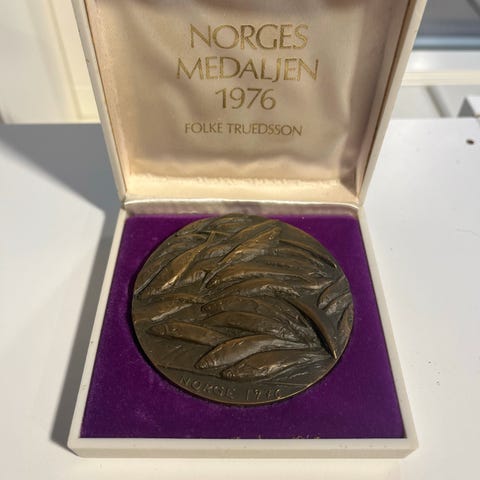 NORGES
MEDALJEN
1976
FOLKE TRUEDSSON
NORGE 1976